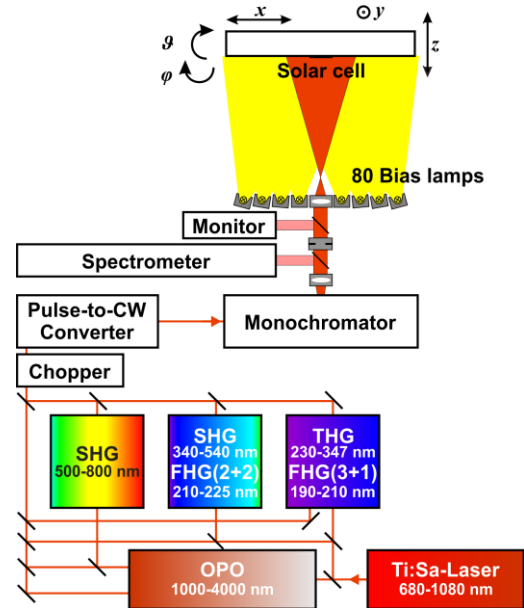 x
y
z
ϑ
φ
Solar cell
80 Bias lamps
Monitor
Spectrometer
Pulse-to-CW
Converter
Monochromator
Chopper
SHG
500-800 nm
SHG
340-540 nm
FHG(2+2)
210-225 nm
THG
230-347 nm
FHG(3+1)
190-210 nm
OPO
1000-4000 nm
Ti:Sa-Laser
680-1080 nm